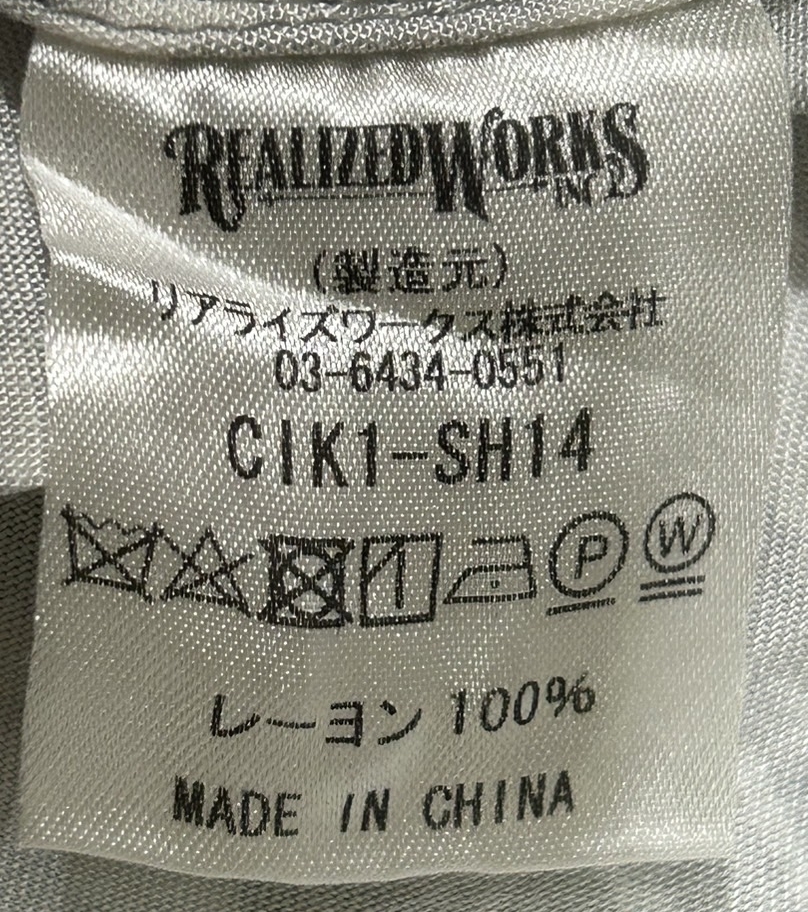 REALIZEDWORKS
INC
(製造元)
リアライズワークス株式会社
03-6434-0551
CIK1-SH14
P W
レーヨン 100%
MADE IN CHINA